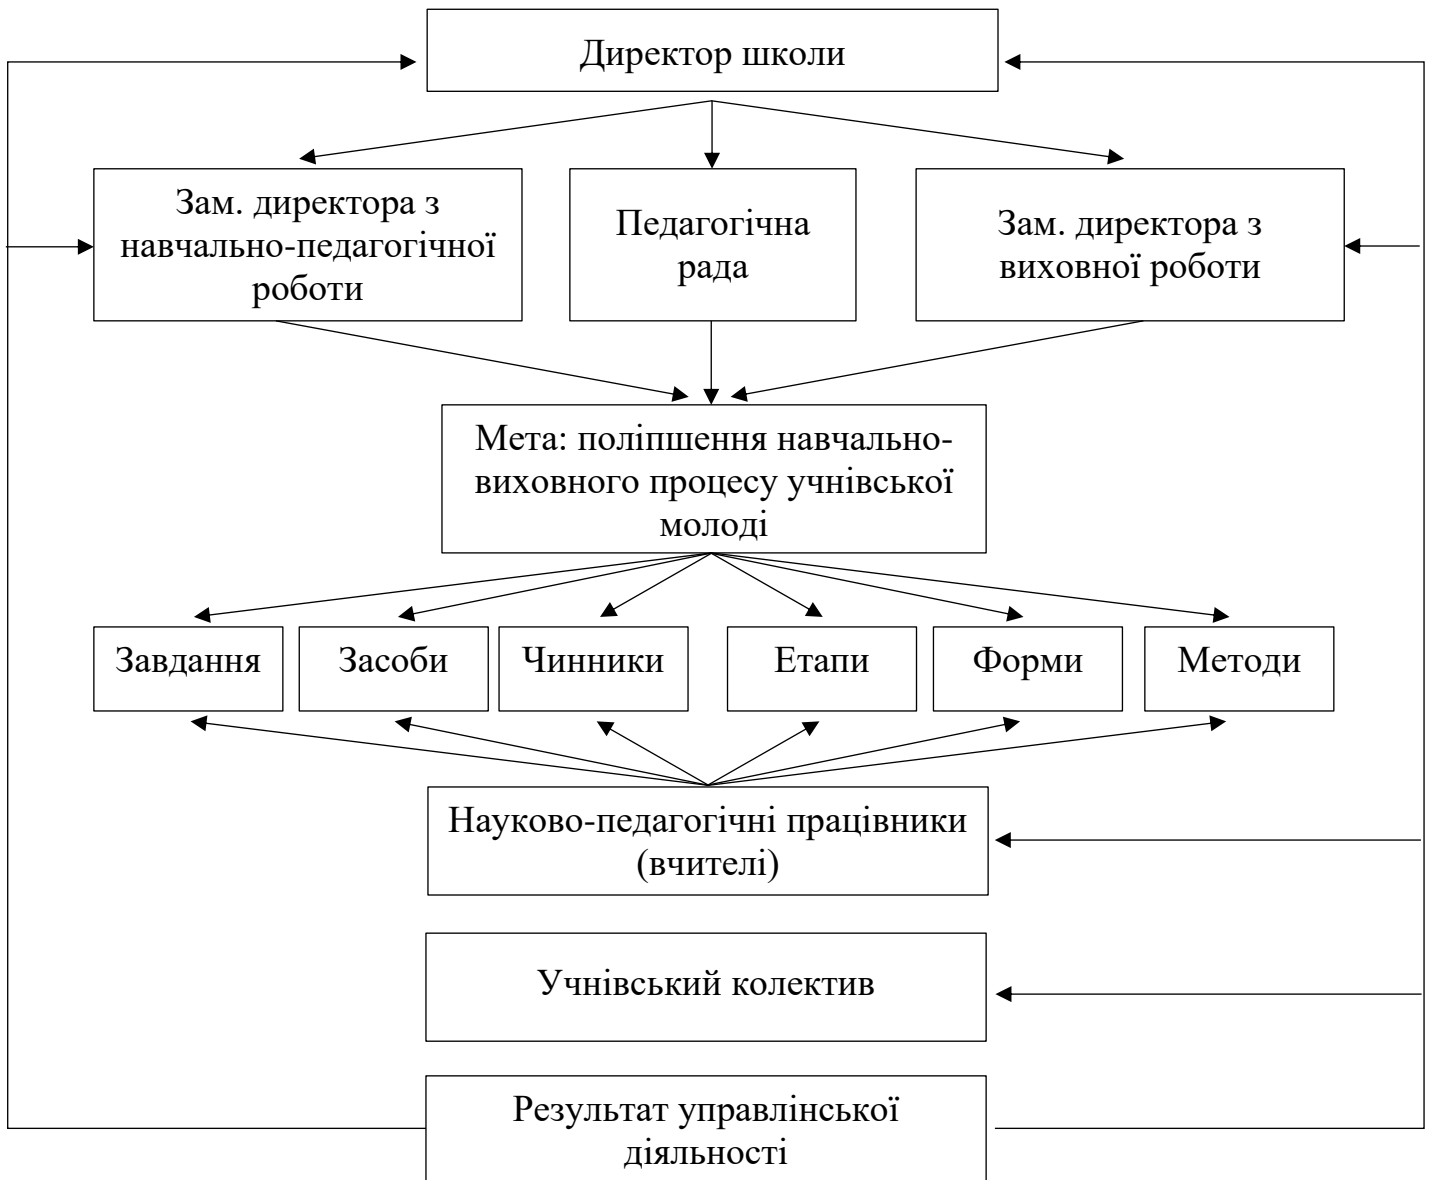 Директор школи
Зам. директора з
навчально-педагогічної
роботи
Педагогічна
рада
Зам. директора з
виховної роботи
Мета: поліпшення навчально-
виховного процесу учнівської
молоді
Завдання
Засоби
Чинники
Етапи
Форми
Методи
Науково-педагогічні працівники
(вчителі)
Учнівський колектив
Результат управлінської
діяльності